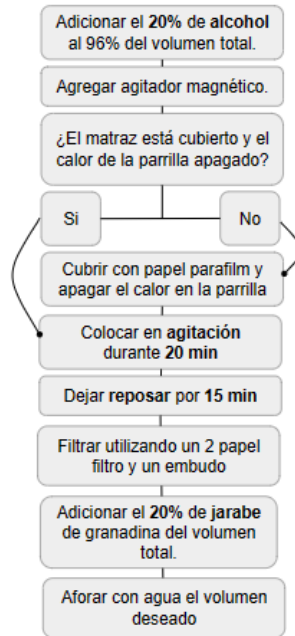 Adicionar el 20% de alcohol
al 96% del volumen total.
Agregar agitador magnético.
¿El matraz está cubierto y el
calor de la parrilla apagado?
Si
No
Cubrir con papel parafilm y
apagar el calor en la parrilla
Colocar en agitación
durante 20 min
Dejar reposar por 15 min
Filtrar utilizando un 2 papel
filtro y un embudo
Adicionar el 20% de jarabe
de granadina del volumen
total.
Aforar con agua el volumen
deseado